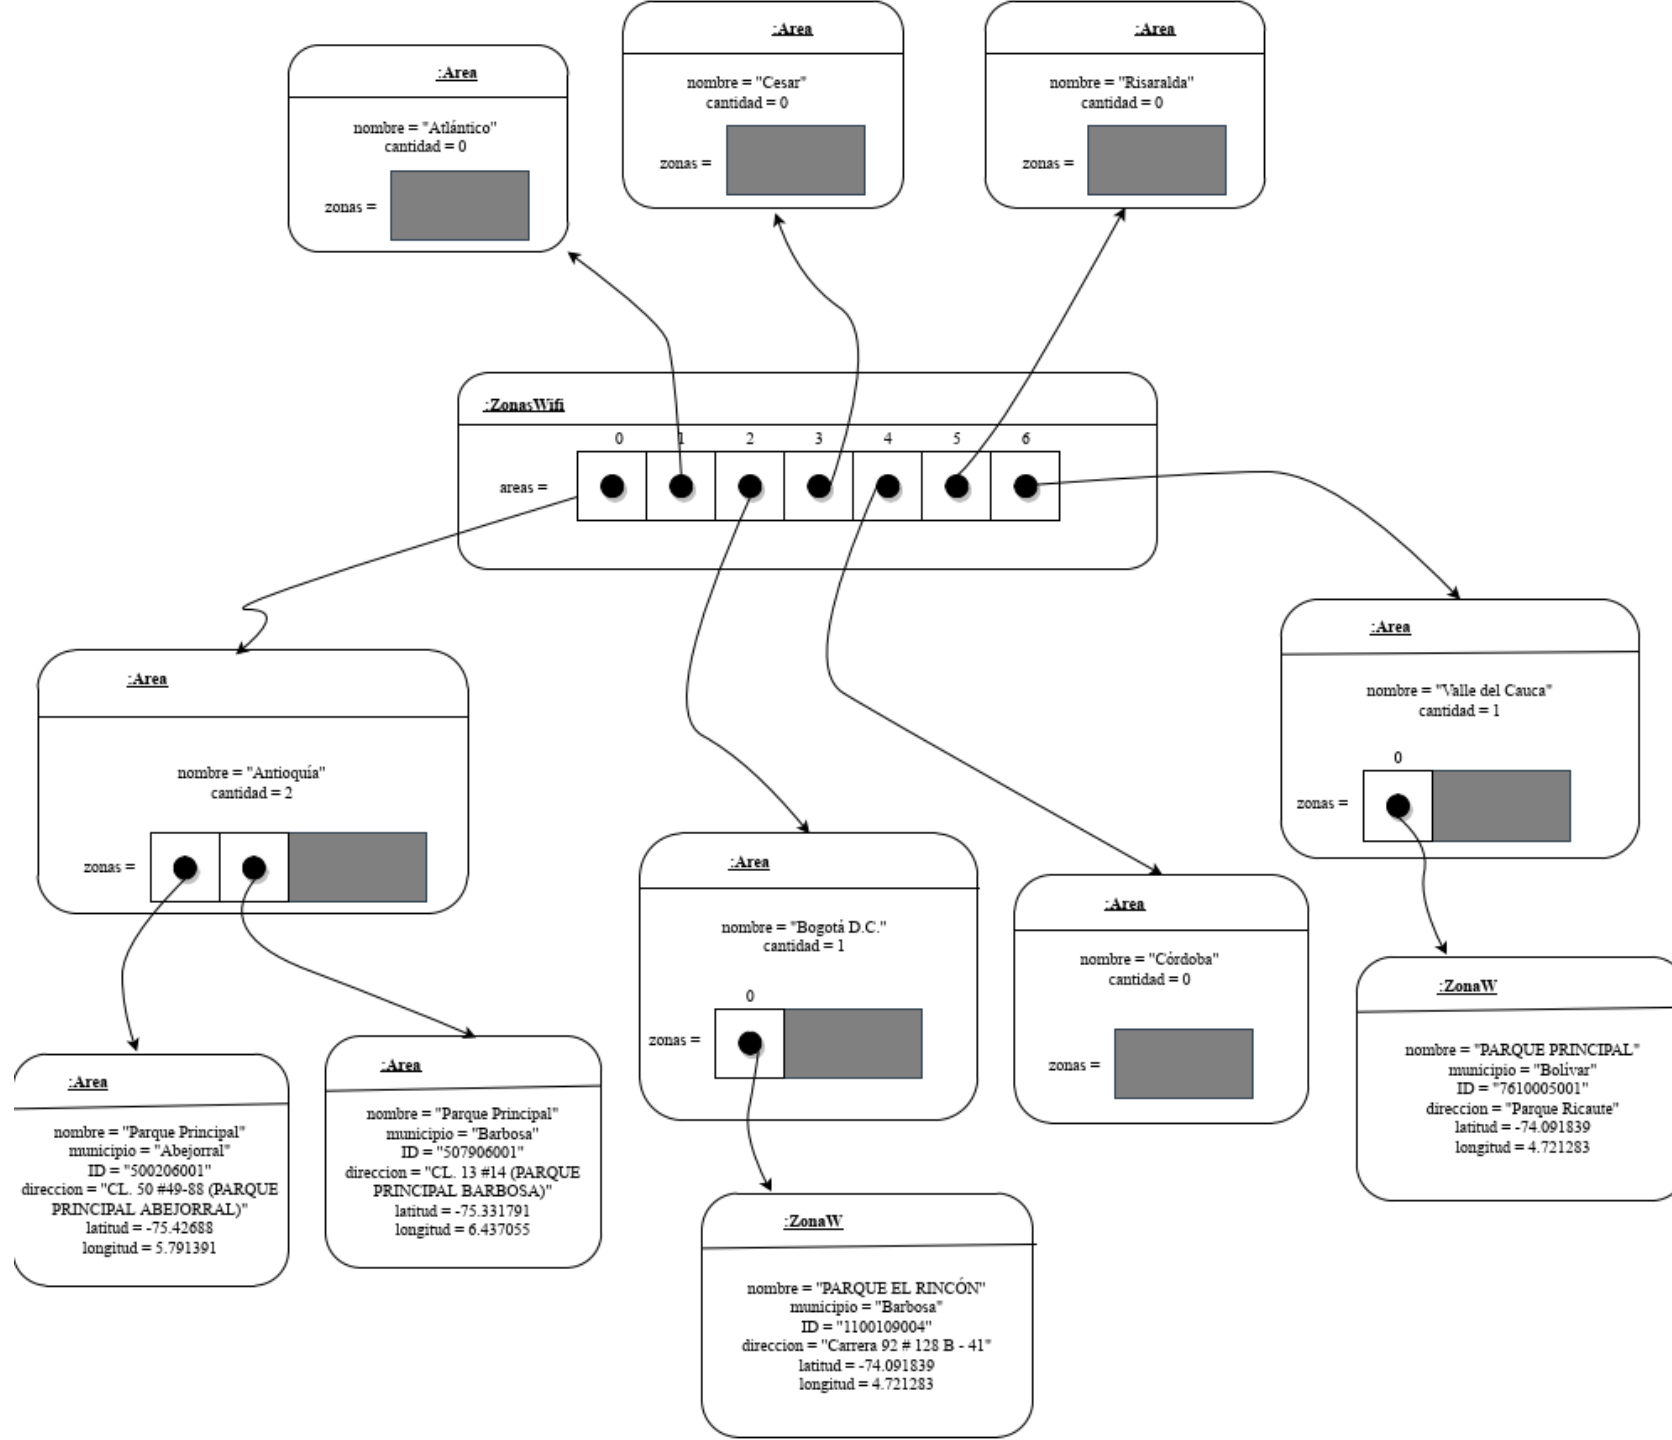 :Area
nombre = "Atlántico"
cantidad = 0
zonas =
:Area
nombre = "Cesar"
cantidad = 0
zonas =
:Area
nombre = "Risaralda"
cantidad = 0
zonas =
:ZonasWifi
0 1 2 3 4 5 6
areas =
:Area
nombre = "Antioquía"
cantidad = 2
zonas =
:Area
nombre = "Valle del Cauca"
cantidad = 1
0
zonas =
:Area
nombre = "Bogotá D.C."
cantidad = 1
0
zonas =
:Area
nombre = "Córdoba"
cantidad = 0
zonas =
:Area
nombre = "Parque Principal"
municipio = "Abejorral"
ID = "500206001"
direccion = "CL. 50 #49-88 (PARQUE
PRINCIPAL ABEJORRAL)"
latitud = -75.42688
longitud = 5.791391
:Area
nombre = "Parque Principal"
municipio = "Barbosa"
ID = "507906001"
direccion = "CL. 13 #14 (PARQUE
PRINCIPAL BARBOSA)"
latitud = -75.331791
longitud = 6.437055
:ZonaW
nombre = "PARQUE PRINCIPAL"
municipio = "Bolívar"
ID = "7610005001"
direccion = "Parque Ricaute"
latitud = -74.091839
longitud = 4.721283
:ZonaW
nombre = "PARQUE EL RINCÓN"
municipio = "Barbosa"
ID = "1100109004"
direccion = "Carrera 92 # 128 B - 41"
latitud = -74.091839
longitud = 4.721283